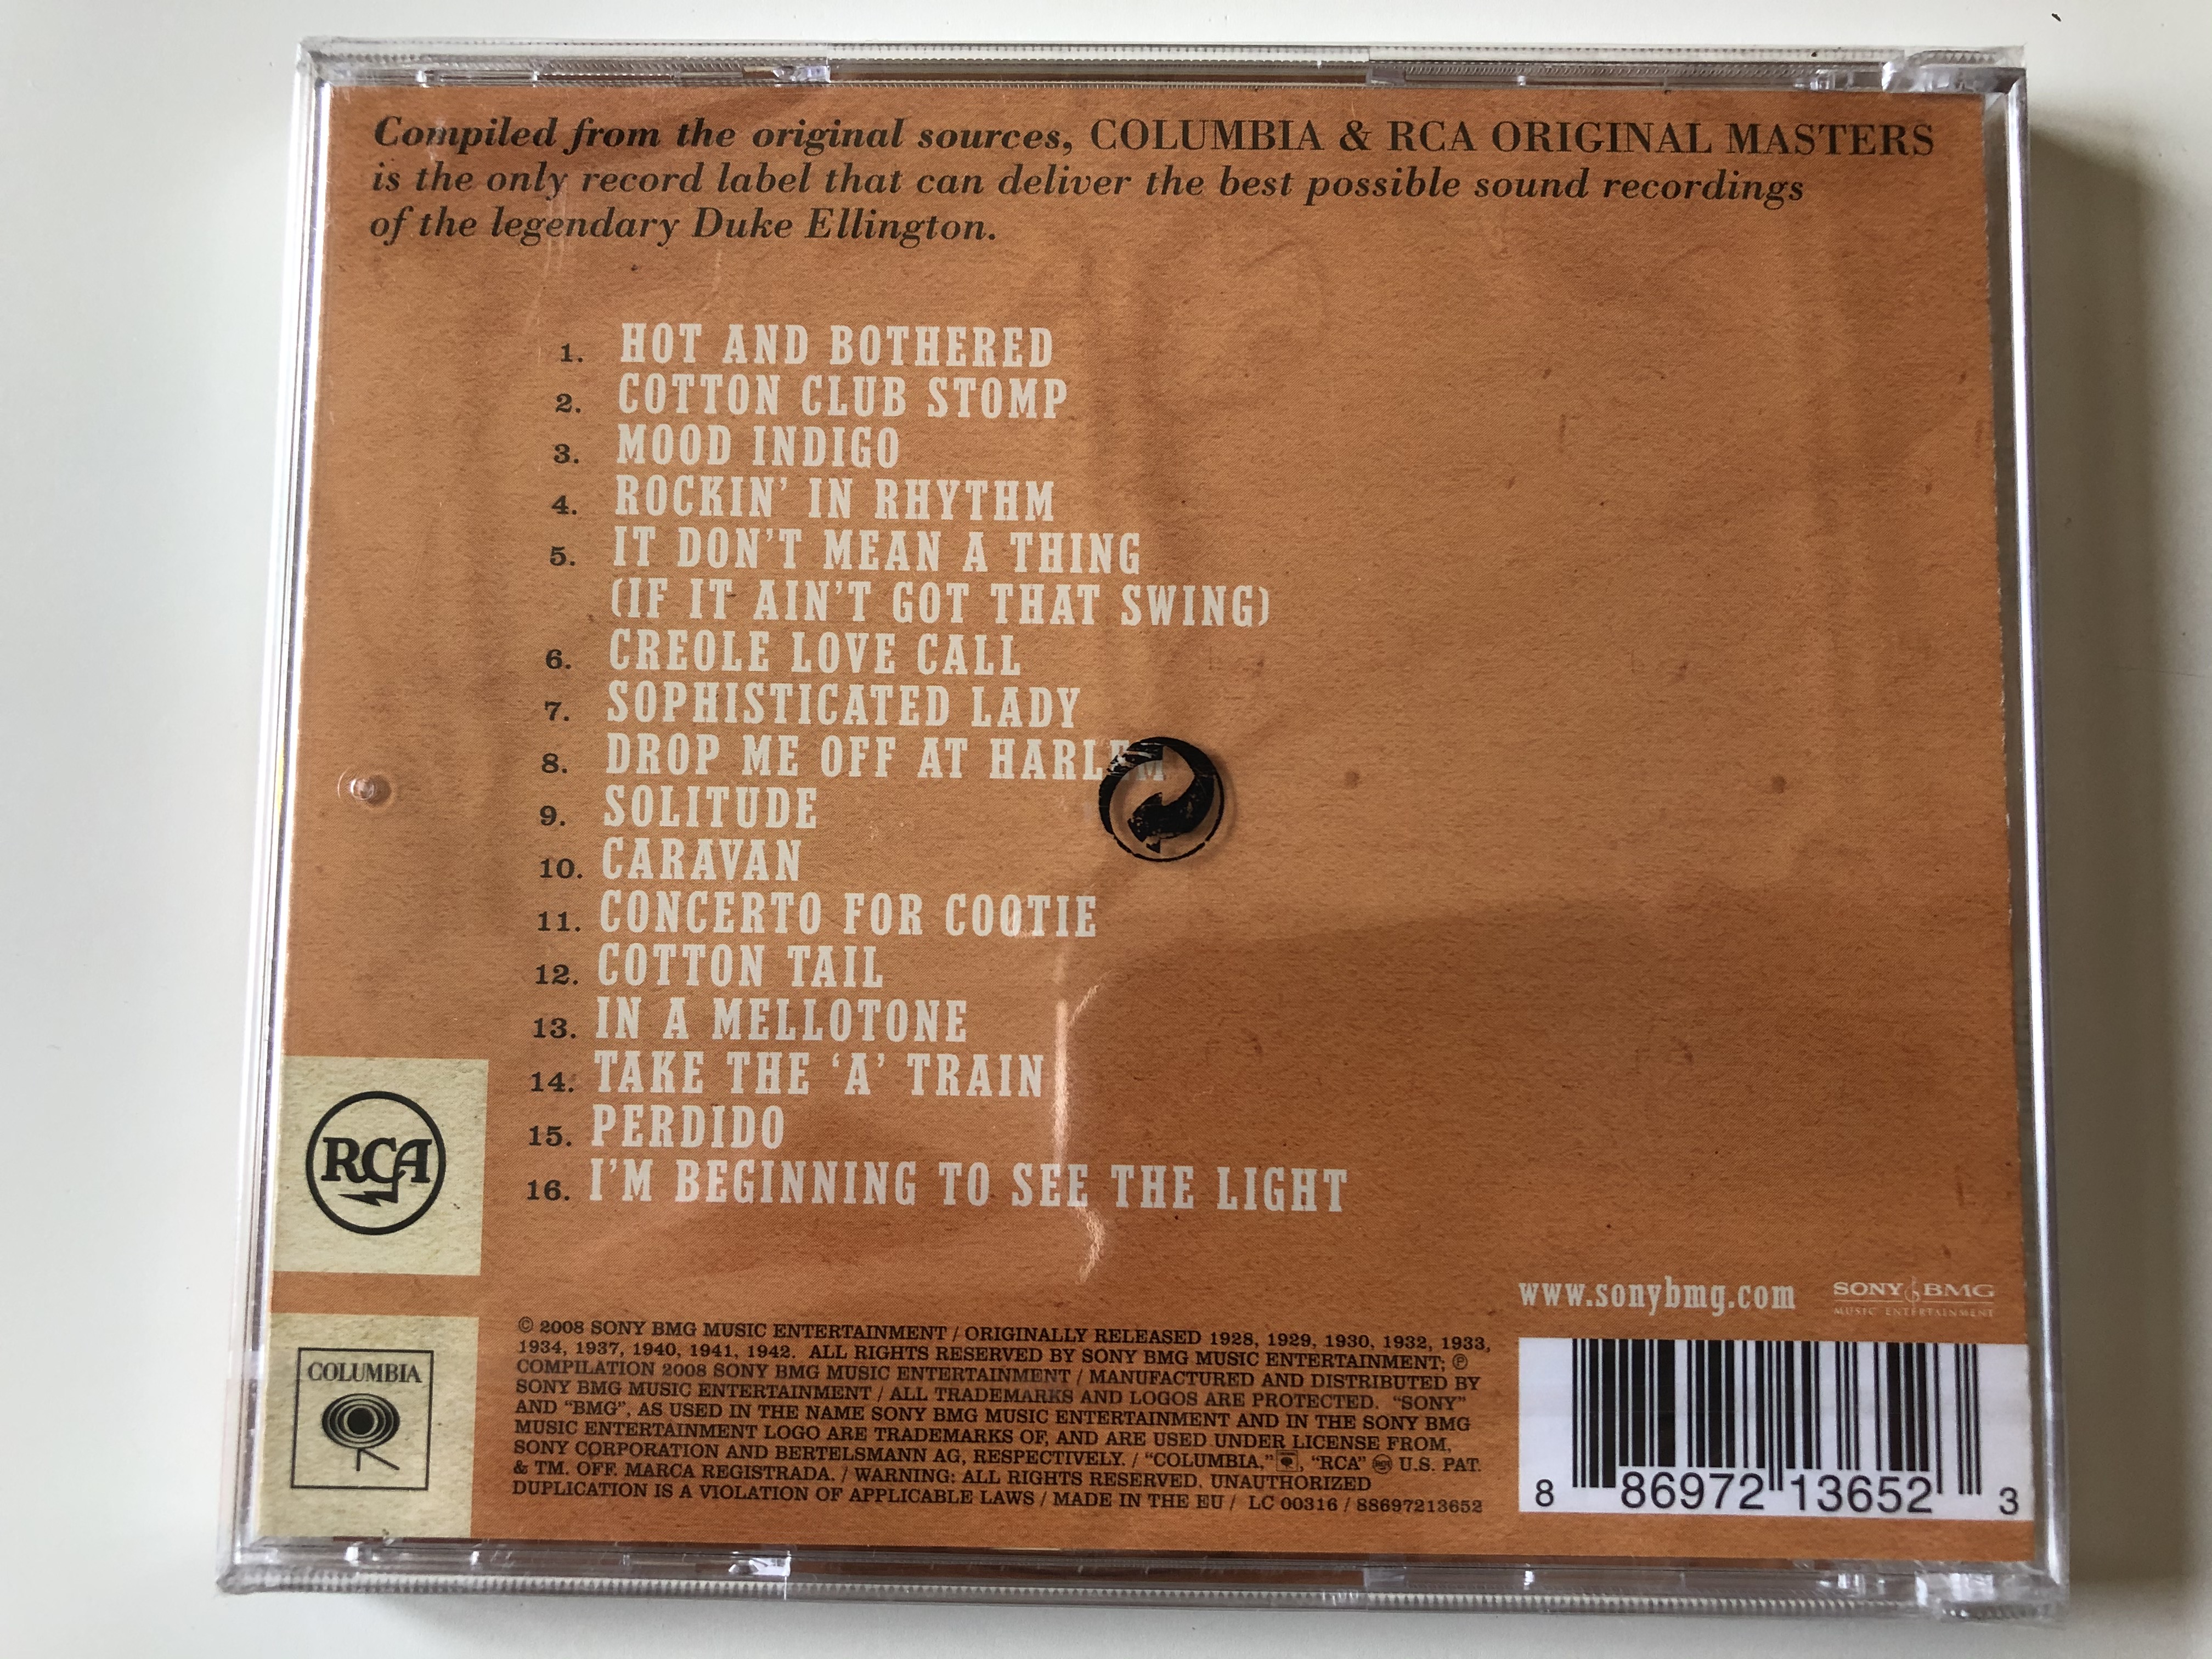 Compiled from the original sources, COLUMBIA & RCA ORIGINAL MASTERS
is the only record label that can deliver the best possible sound recordings
of the legendary Duke Ellington.
1. HOT AND BOTHERED
2. COTTON CLUB STOMP
3. MOOD INDIGO
4. ROCKIN' IN RHYTHM
5. IT DON'T MEAN A THING
(IF IT AIN'T GOT THAT SWING)
6. CREOLE LOVE CALL
7. SOPHISTICATED LADY
8. DROP ME OFF AT HARLEM
9. SOLITUDE
10. CARAVAN
11. CONCERTO FOR COOTIE
12. COTTON TAIL
13. IN A MELLOTONE
14. TAKE THE 'A' TRAIN
15. PERDIDO
16. I'M BEGINNING TO SEE THE LIGHT
RCA
COLUMBIA
www.sonybmg.com
SONY BMG
MUSIC ENTERTAINMENT
© 2008 SONY BMG MUSIC ENTERTAINMENT / ORIGINALLY RELEASED 1928, 1929, 1930, 1932, 1933,
1934, 1937, 1940, 1941, 1942. ALL RIGHTS RESERVED BY SONY BMG MUSIC ENTERTAINMENT; ℗
COMPILATION 2008 SONY BMG MUSIC ENTERTAINMENT / MANUFACTURED AND DISTRIBUTED BY
SONY BMG MUSIC ENTERTAINMENT / ALL TRADEMARKS AND LOGOS ARE PROTECTED. "SONY"
AND "BMG", AS USED IN THE NAME SONY BMG MUSIC ENTERTAINMENT AND IN THE SONY BMG
MUSIC ENTERTAINMENT LOGO ARE TRADEMARKS OF, AND ARE USED UNDER LICENSE FROM,
SONY CORPORATION AND BERTELSMANN AG, RESPECTIVELY. / "COLUMBIA," "RCA" U.S. PAT.
& TM. OFF. MARCA REGISTRADA. / WARNING: ALL RIGHTS RESERVED. UNAUTHORIZED
DUPLICATION IS A VIOLATION OF APPLICABLE LAWS / MADE IN THE EU / LC 00316 / 88697213652
8 86972 13652 3